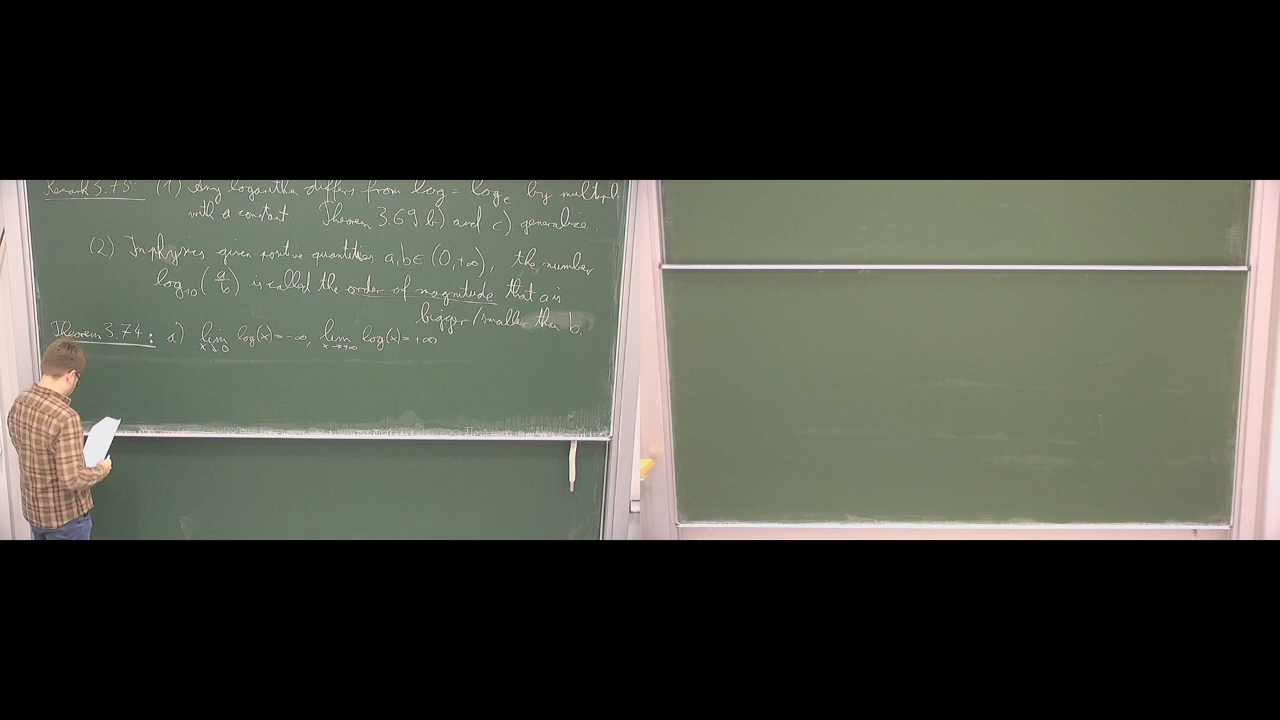 Remark 3.73: (1) Any logarithm differs from log = log_e by multipl.
with a constant. Theorem 3.69 b) and c) generalize.
(2) In physics given positive quantities a,b ∈ (0,+∞), the number
log₁₀(a/b) is called the order of magnitude that a is
bigger/smaller than b.
Theorem 3.74: a) lim_{x↘0} log(x) = -∞, lim_{x→+∞} log(x) = +∞